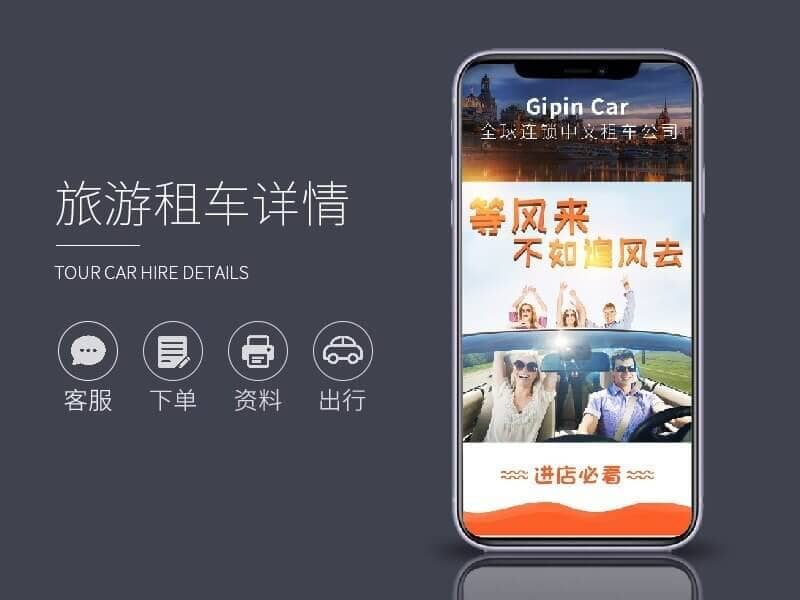 旅游租车详情
TOUR CAR HIRE DETAILS
客服 下单 资料 出行
Gipin Car
全球连锁中文租车公司
等风来
不如追风去
进店必看